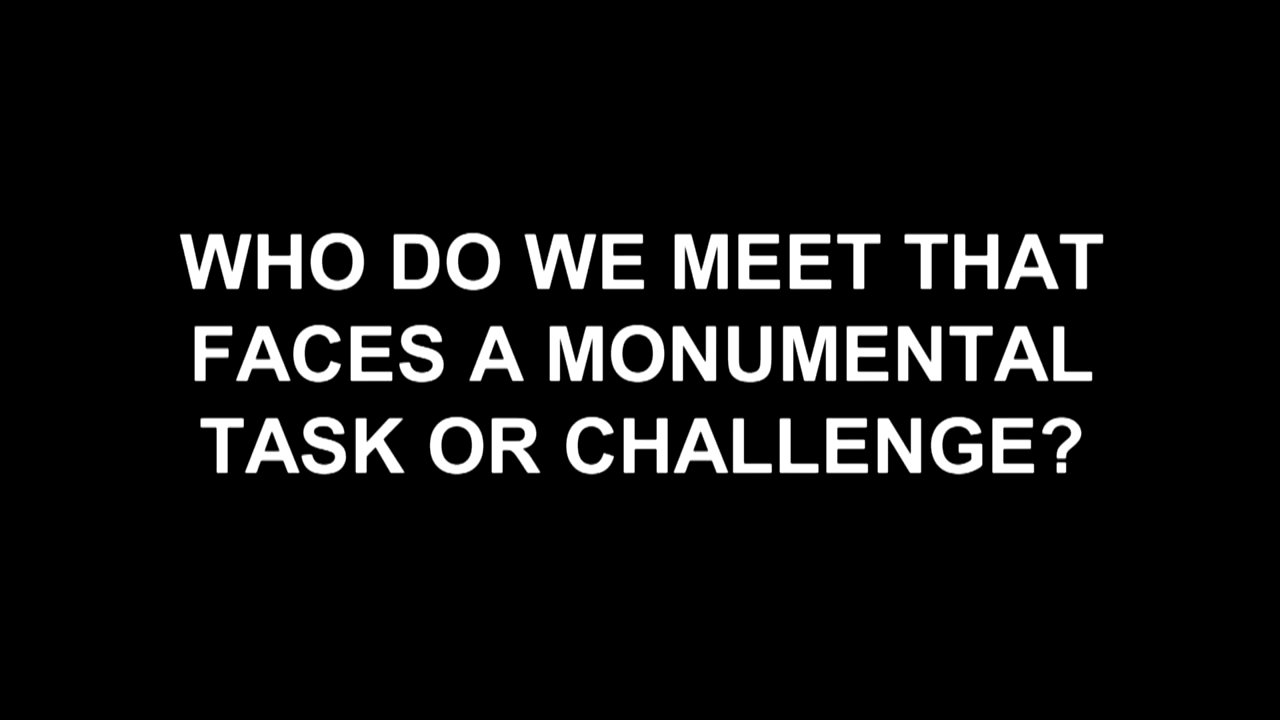 WHO DO WE MEET THAT
FACES A MONUMENTAL
TASK OR CHALLENGE?